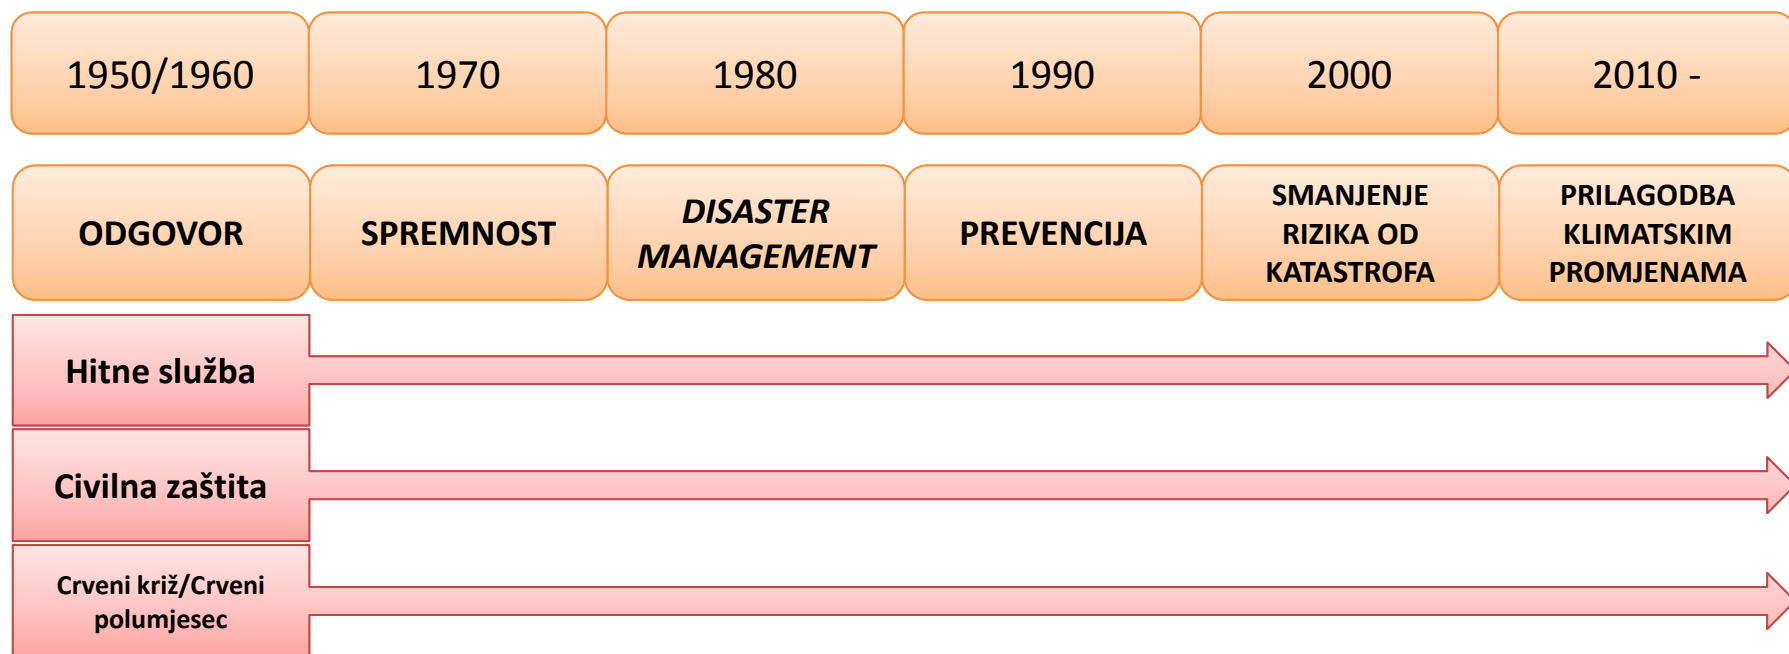 1950/1960
1970
1980
1990
2000
2010 -
ODGOVOR
SPREMNOST
DISASTER
MANAGEMENT
PREVENCIJA
SMANJENJE
RIZIKA OD
KATASTROFA
PRILAGODBA
KLIMATSKIM
PROMJENAMA
Hitne služba
Civilna zaštita
Crveni križ/Crveni
polumjesec